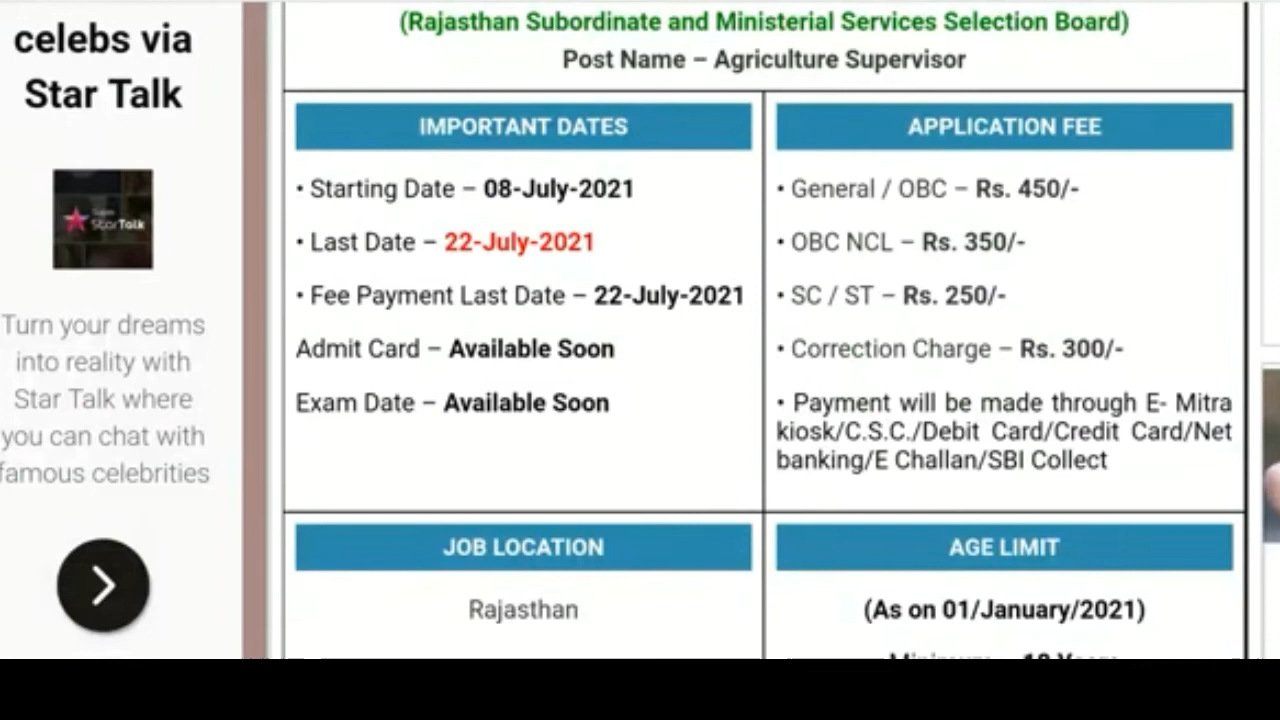 celebs via
Star Talk
StarTalk
Turn your dreams
into reality with
Star Talk where
you can chat with
famous celebrities
(Rajasthan Subordinate and Ministerial Services Selection Board)
Post Name – Agriculture Supervisor
IMPORTANT DATES
• Starting Date – 08-July-2021
• Last Date – 22-July-2021
• Fee Payment Last Date – 22-July-2021
Admit Card – Available Soon
Exam Date – Available Soon
APPLICATION FEE
• General / OBC – Rs. 450/-
• OBC NCL – Rs. 350/-
• SC / ST – Rs. 250/-
• Correction Charge – Rs. 300/-
• Payment will be made through E- Mitra
kiosk/C.S.C./Debit Card/Credit Card/Net
banking/E Challan/SBI Collect
JOB LOCATION
Rajasthan
AGE LIMIT
(As on 01/January/2021)